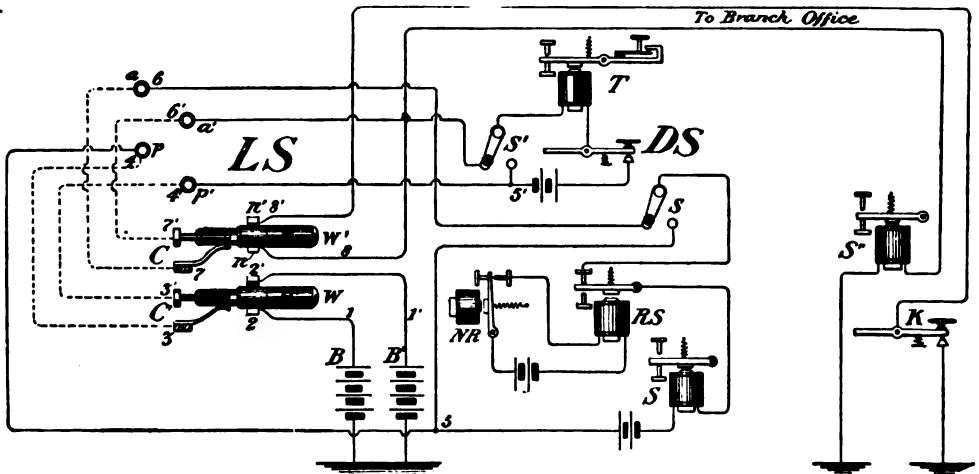 To Branch Office
a 6
6' a'
LS
4 P
4' P'
T
S' DS
5'
S
n' 8'
7' W'
C n 8
7 2'
3' W
C' 2 1 1'
3
B B'
NR RS
S
5
S"
K